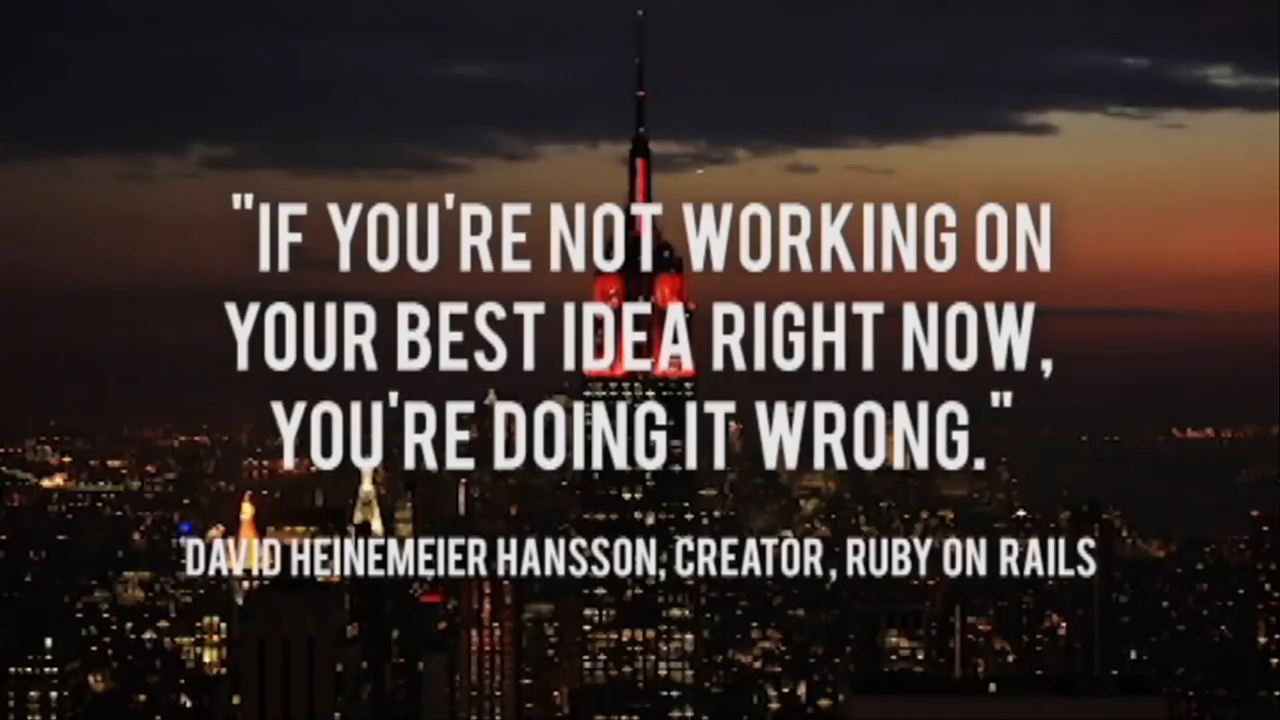 "IF YOU'RE NOT WORKING ON
YOUR BEST IDEA RIGHT NOW,
YOU'RE DOING IT WRONG."
DAVID HEINEMEIER HANSSON, CREATOR, RUBY ON RAILS